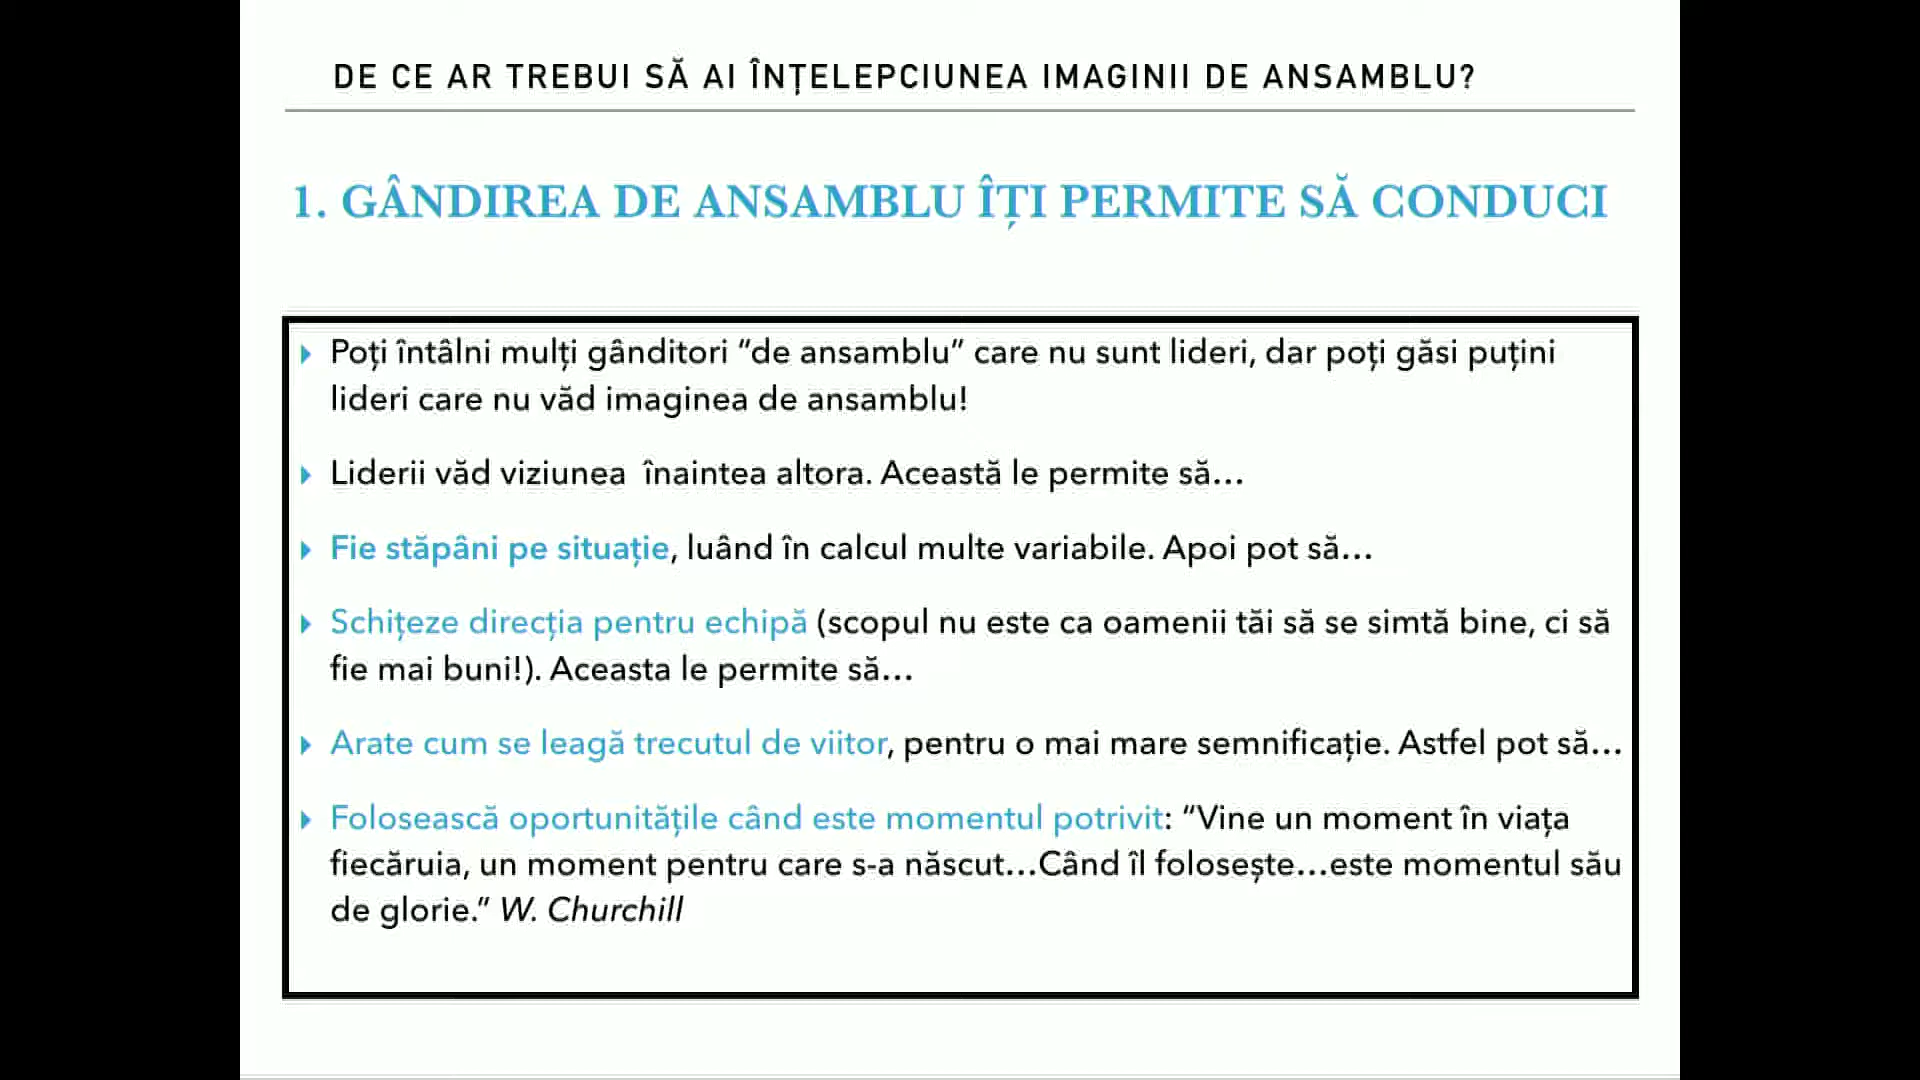 DE CE AR TREBUI SĂ AI ÎNȚELEPCIUNEA IMAGINII DE ANSAMBLU?
1. GÂNDIREA DE ANSAMBLU ÎȚI PERMITE SĂ CONDUCI
Poți întâlni mulți gânditori “de ansamblu” care nu sunt lideri, dar poți găsi puțini
lideri care nu văd imaginea de ansamblu!
Liderii văd viziunea  înaintea altora. Această le permite să…
Fie stăpâni pe situație, luând în calcul multe variabile. Apoi pot să…
Schițeze direcția pentru echipă (scopul nu este ca oamenii tăi să se simtă bine, ci să
fie mai buni!). Aceasta le permite să…
Arate cum se leagă trecutul de viitor, pentru o mai mare semnificație. Astfel pot să…
Folosească oportunitățile când este momentul potrivit: “Vine un moment în viața
fiecăruia, un moment pentru care s-a născut…Când îl folosește…este momentul său
de glorie.” W. Churchill